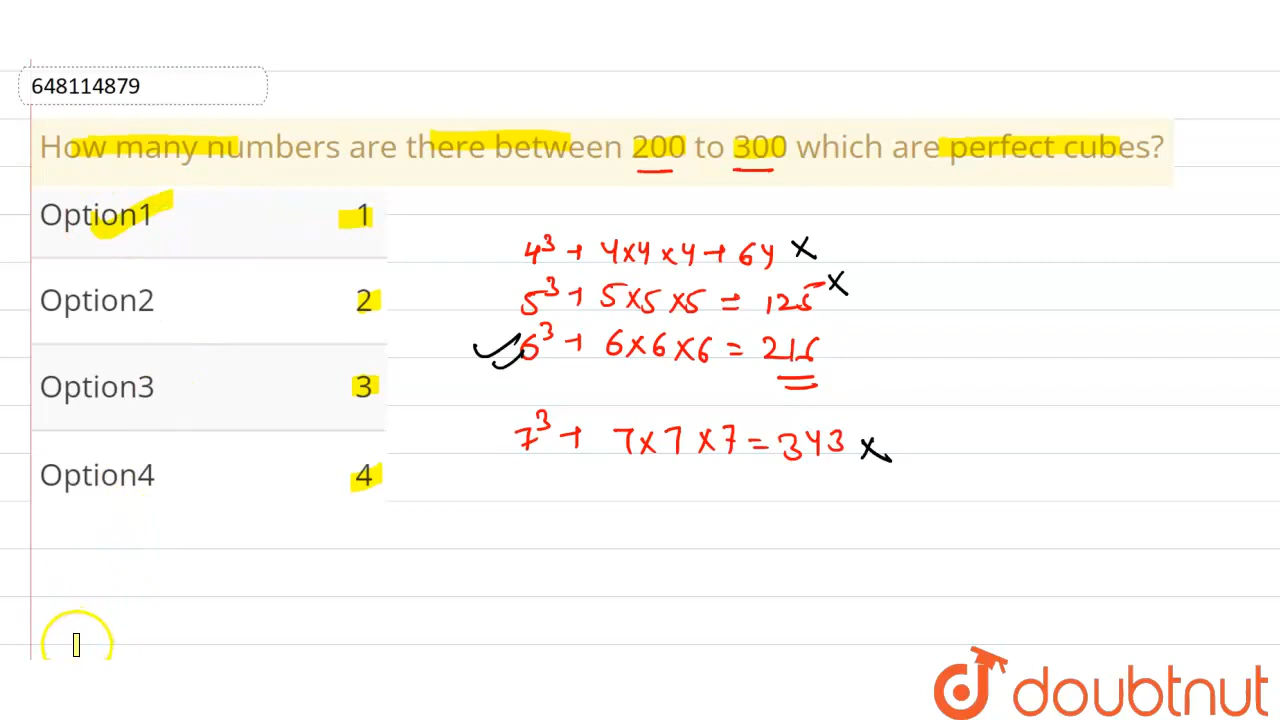 648114879
How many numbers are there between 200 to 300 which are perfect cubes?
Option1 1
Option2 2
Option3 3
Option4 4
4³ → 4×4×4→64 ×
5³ → 5×5×5 = 125 ×
6³ → 6×6×6 = 216
7³ → 7×7×7=343 ×
doubtnut